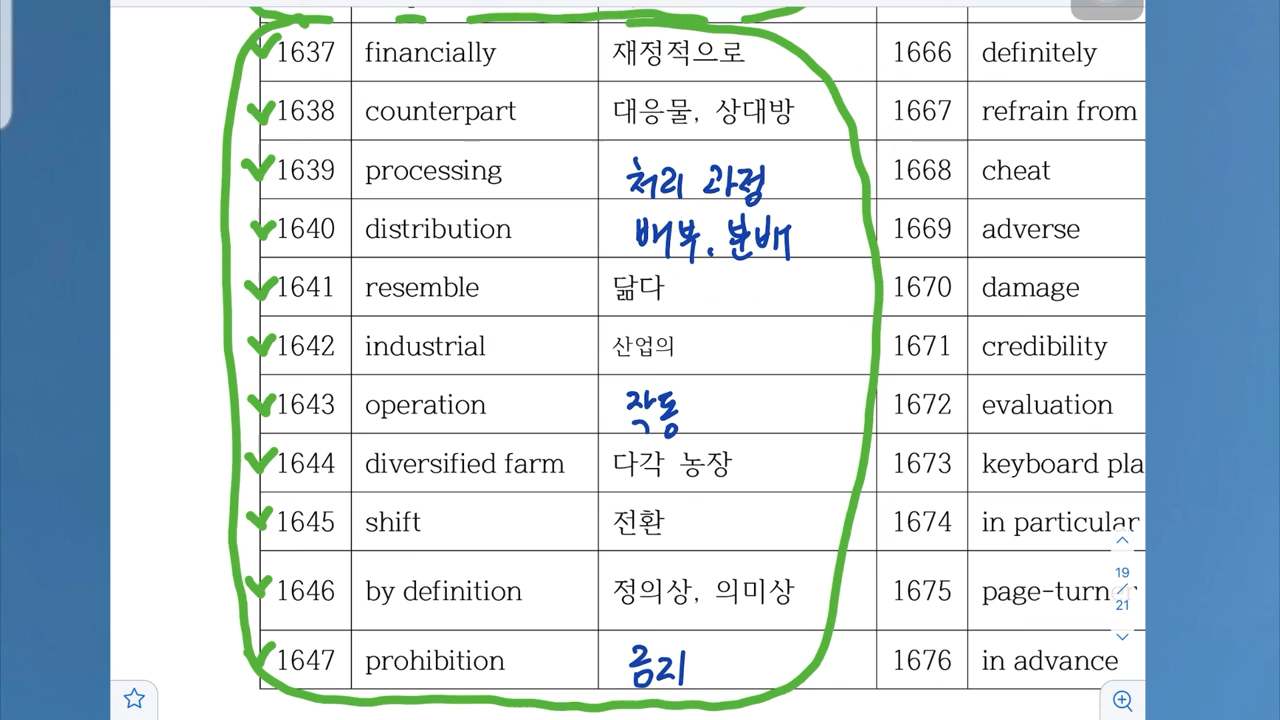 1637 financially 재정적으로 1666 definitely
1638 counterpart 대응물, 상대방 1667 refrain from
1639 processing 처리 과정 1668 cheat
1640 distribution 배부. 분배 1669 adverse
1641 resemble 닮다 1670 damage
1642 industrial 산업의 1671 credibility
1643 operation 작동 1672 evaluation
1644 diversified farm 다각 농장 1673 keyboard pla
1645 shift 전환 1674 in particular
1646 by definition 정의상, 의미상 1675 page-turner
1647 prohibition 금리 1676 in advance
19
21